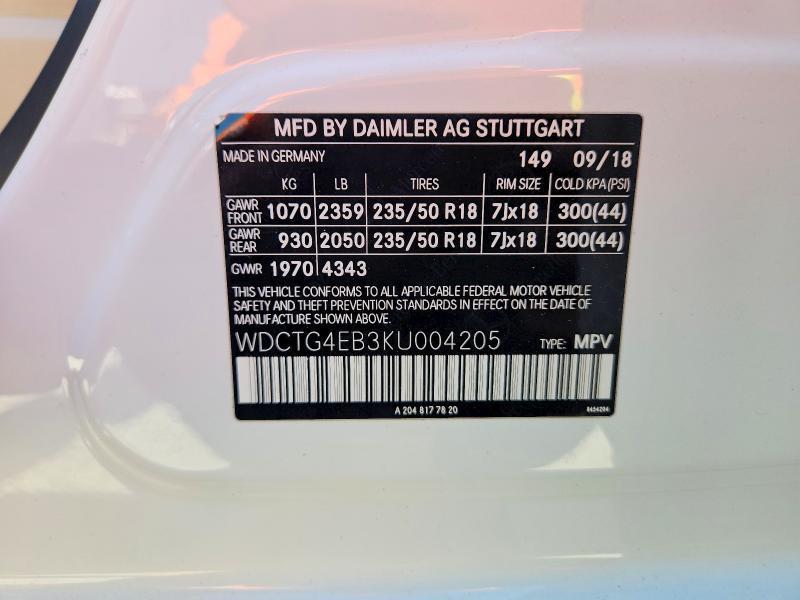 MFD BY DAIMLER AG STUTTGART
MADE IN GERMANY 149 09/18
KG LB TIRES RIM SIZE COLD KPA (PSI)
GAWR FRONT 1070 2359 235/50 R18 7Jx18 300(44)
GAWR REAR 930 2050 235/50 R18 7Jx18 300(44)
GVWR 1970 4343
THIS VEHICLE CONFORMS TO ALL APPLICABLE FEDERAL MOTOR VEHICLE
SAFETY AND THEFT PREVENTION STANDARDS IN EFFECT ON THE DATE OF
MANUFACTURE SHOWN ABOVE.
WDCTG4EB3KU004205 TYPE: MPV
A 204 817 78 20